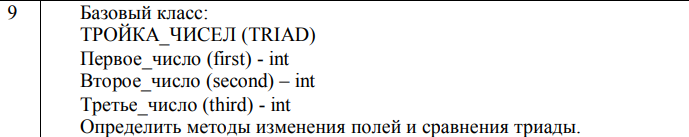 9 Базовый класс:
ТРОЙКА_ЧИСЕЛ (TRIAD)
Первое_число (first) - int
Второе_число (second) – int
Третье_число (third) - int
Определить методы изменения полей и сравнения триады.